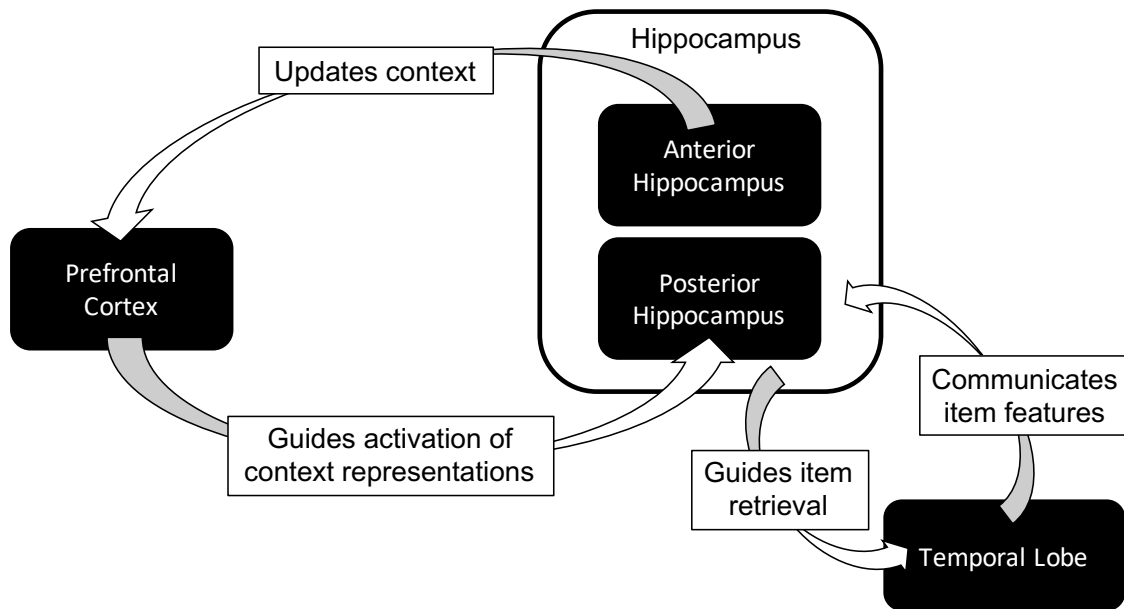 Hippocampus
Updates context
Anterior
Hippocampus
Prefrontal
Cortex
Posterior
Hippocampus
Guides activation of
context representations
Communicates
item features
Guides item
retrieval
Temporal Lobe